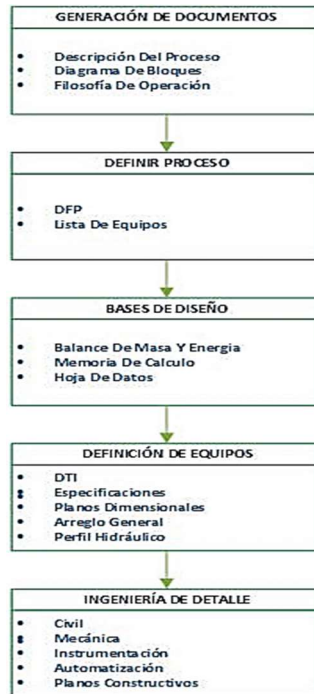 GENERACIÓN DE DOCUMENTOS
• Descripción Del Proceso
• Diagrama De Bloques
• Filosofía De Operación
DEFINIR PROCESO
• DFP
• Lista De Equipos
BASES DE DISEÑO
• Balance De Masa Y Energia
• Memoria De Calculo
• Hoja De Datos
DEFINICIÓN DE EQUIPOS
• DTI
• Especificaciones
• Planos Dimensionales
• Arreglo General
• Perfil Hidráulico
INGENIERÍA DE DETALLE
• Civil
• Mecánica
• Instrumentación
• Automatización
• Planos Constructivos